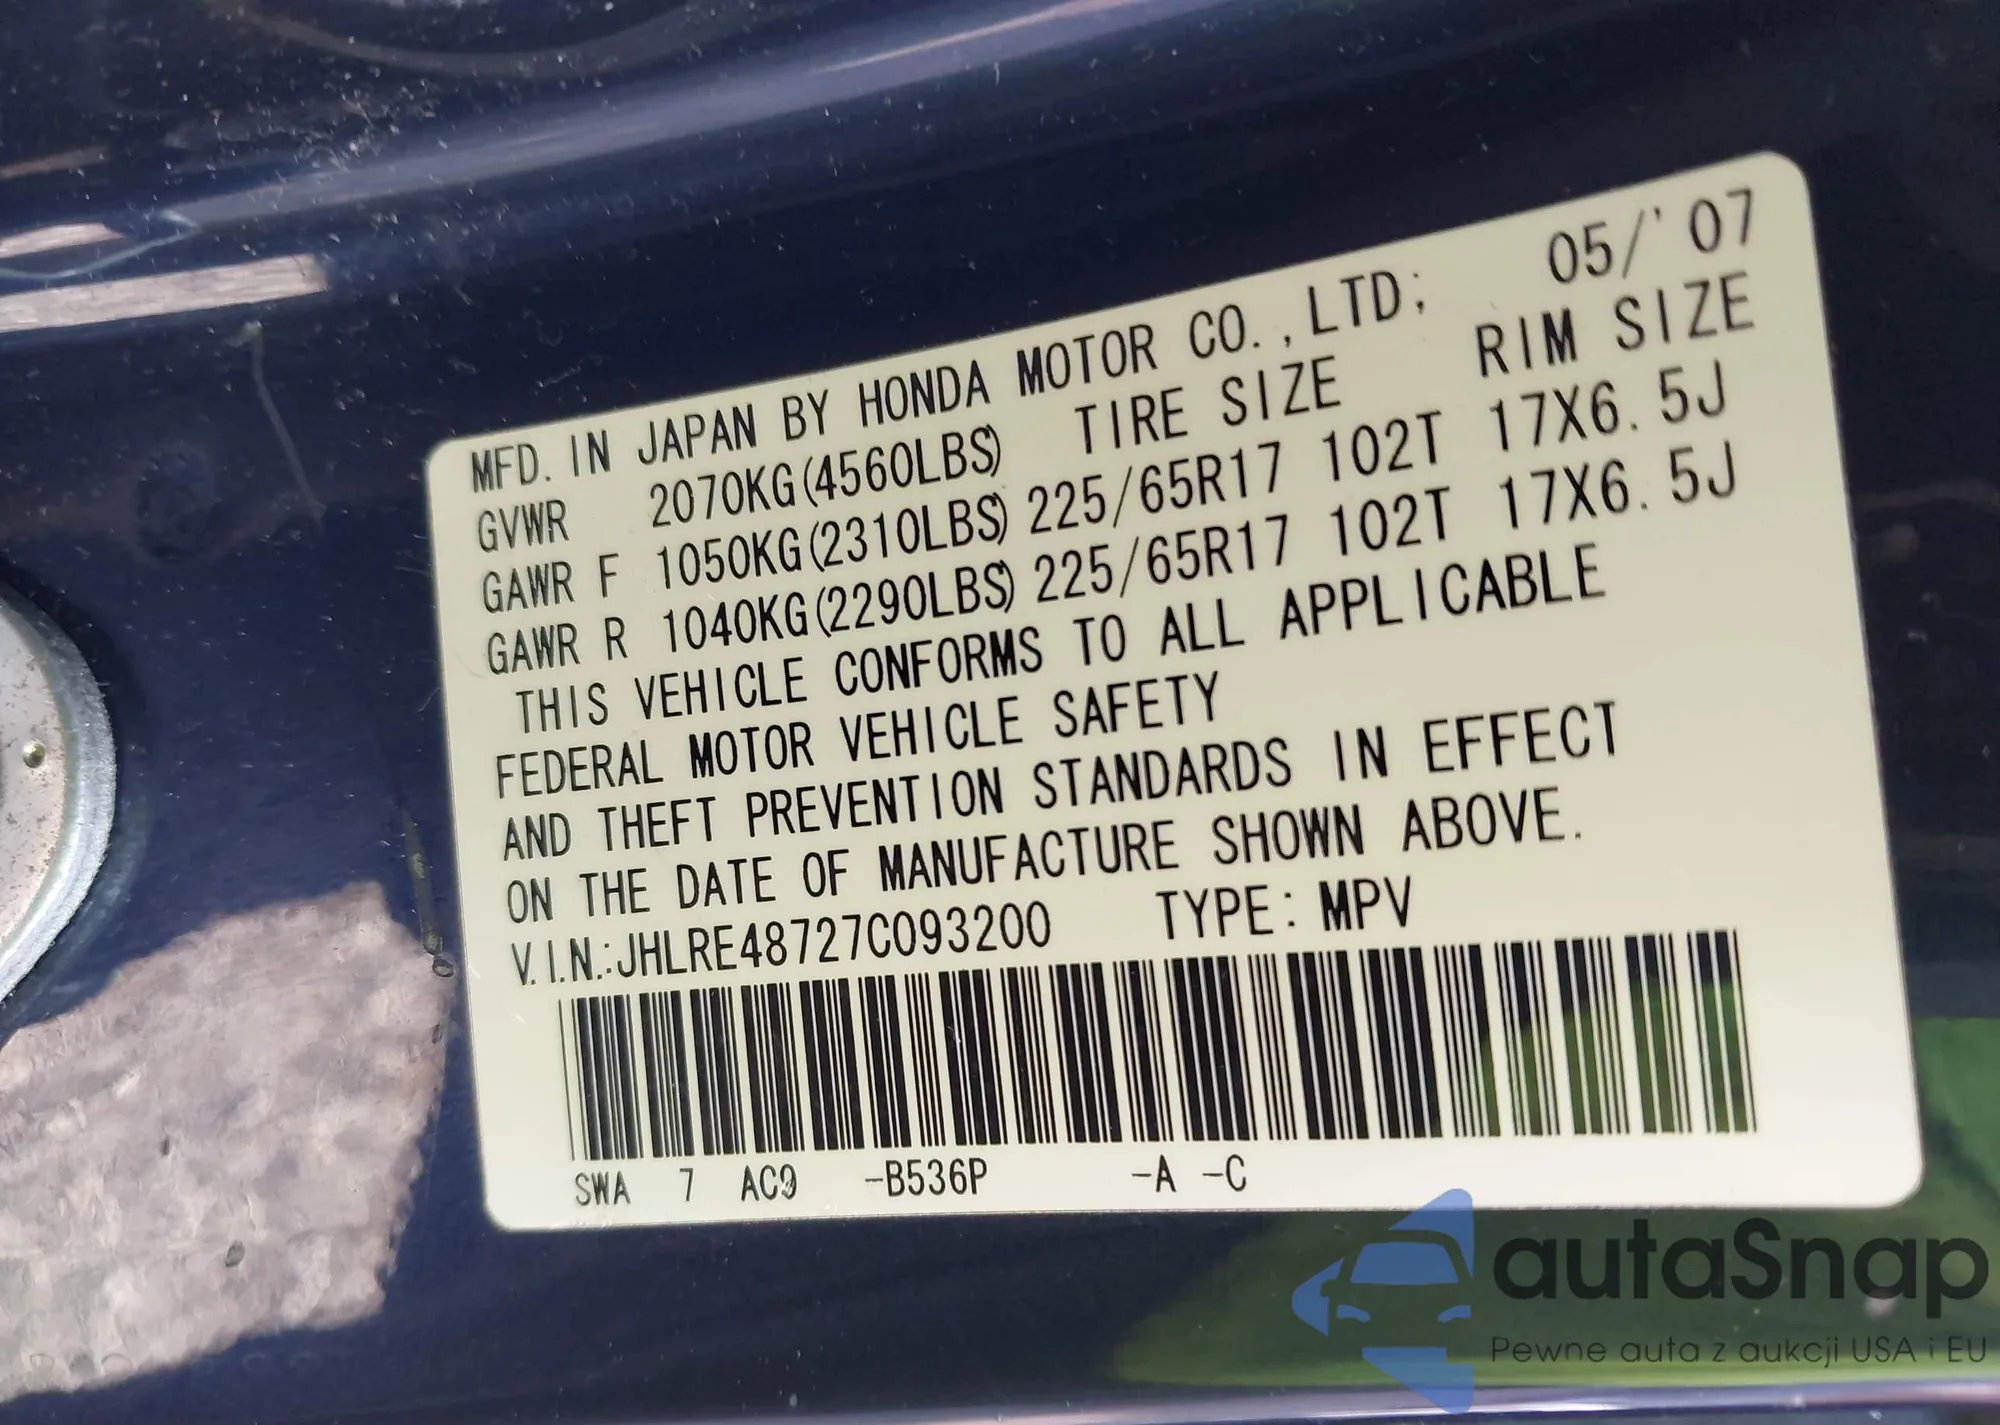 MFD. IN JAPAN BY HONDA MOTOR CO., LTD; 05/'07
GVWR 2070KG(4560LBS) TIRE SIZE RIM SIZE
GAWR F 1050KG(2310LBS) 225/65R17 102T 17X6.5J
GAWR R 1040KG(2290LBS) 225/65R17 102T 17X6.5J
THIS VEHICLE CONFORMS TO ALL APPLICABLE
FEDERAL MOTOR VEHICLE SAFETY
AND THEFT PREVENTION STANDARDS IN EFFECT
ON THE DATE OF MANUFACTURE SHOWN ABOVE.
V.I.N.:JHLRE48727C093200 TYPE: MPV
SWA 7 AC9 -B536P -A -C
autaSnap
Pewne auta z aukcji USA i EU